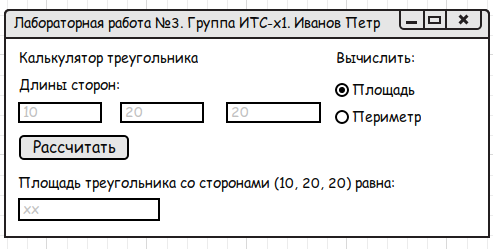 Лабораторная работа №3. Группа ИТС-х1. Иванов Петр
Калькулятор треугольника
Вычислить:
Длины сторон:
10 20 20
Площадь
Периметр
Рассчитать
Площадь треугольника со сторонами (10, 20, 20) равна:
xx